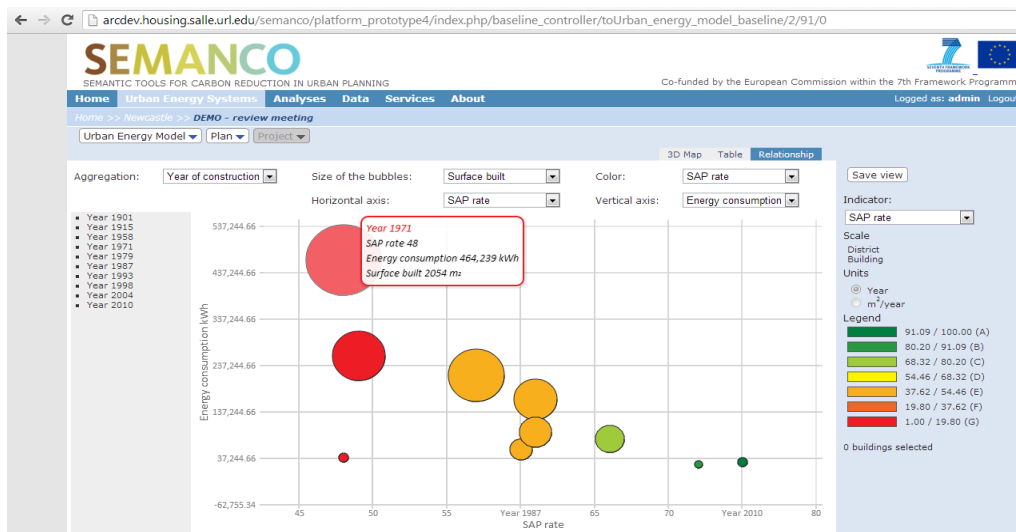 arcdev.housing.salle.url.edu/semanco/platform_prototype4/index.php/baseline_controller/toUrban_energy_model_baseline/2/91/0
SEMANCO
SEMANTIC TOOLS FOR CARBON REDUCTION IN URBAN PLANNING
SEVENTH FRAMEWORK PROGRAMME
Co-funded by the European Commission within the 7th Framework Programm
Home Urban Energy Systems Analyses Data Services About Logged as: admin Logout
Home >> Newcastle >> DEMO - review meeting
Urban Energy Model Plan Project
3D Map Table Relationship
Aggregation: Year of construction Size of the bubbles: Surface built Color: SAP rate
Horizontal axis: SAP rate Vertical axis: Energy consumption
Year 1901
Year 1915
Year 1958
Year 1971
Year 1979
Year 1987
Year 1993
Year 1998
Year 2004
Year 2010
Energy consumption kWh
537,244.66
437,244.66
337,244.66
237,244.66
137,244.66
37,244.66
-62,755.34
Year 1971
SAP rate 48
Energy consumption 464,239 kWh
Surface built 2054 m²
45 50 55 Year 1987 65 70 Year 2010 80
SAP rate
Save view
Indicator:
SAP rate
Scale
District
Building
Units
Year
m²/year
Legend
91.09 / 100.00 (A)
80.20 / 91.09 (B)
68.32 / 80.20 (C)
54.46 / 68.32 (D)
37.62 / 54.46 (E)
19.80 / 37.62 (F)
1.00 / 19.80 (G)
0 buildings selected